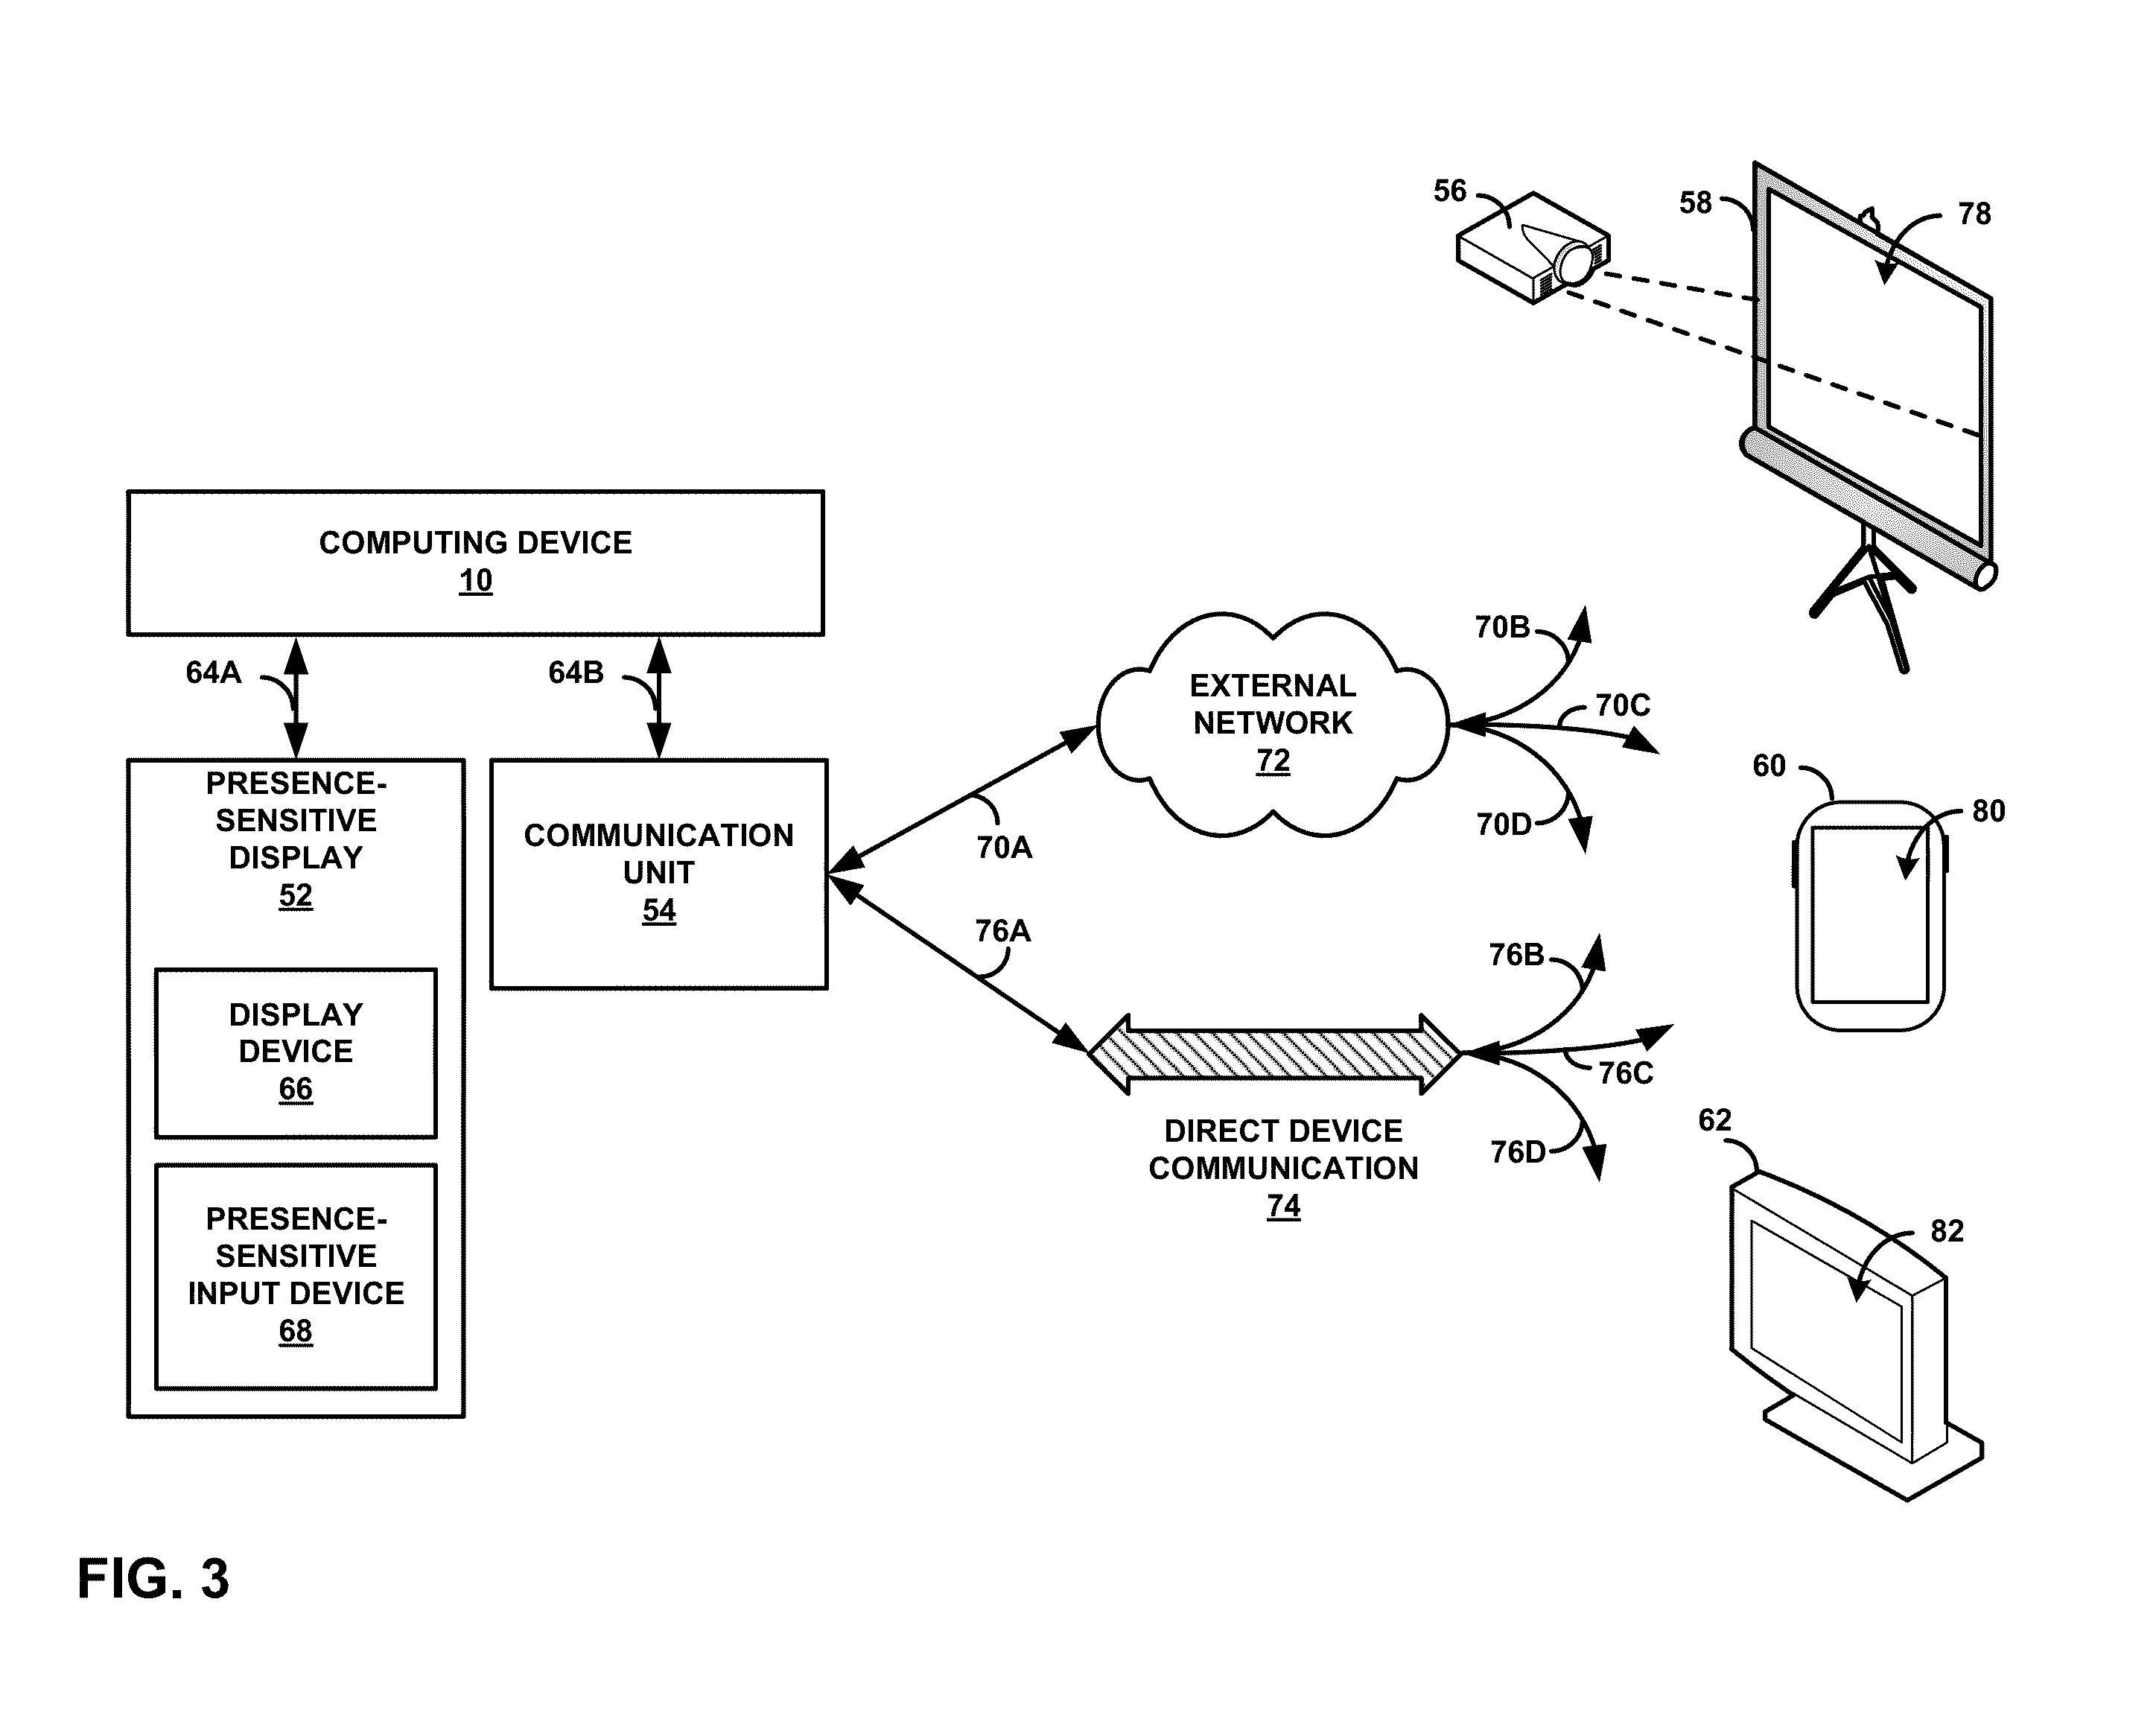 56
58
78
COMPUTING DEVICE
10
64A
64B
PRESENCE-
SENSITIVE
DISPLAY
52
DISPLAY
DEVICE
66
PRESENCE-
SENSITIVE
INPUT DEVICE
68
COMMUNICATION
UNIT
54
70A
76A
EXTERNAL
NETWORK
72
70B
70C
70D
DIRECT DEVICE
COMMUNICATION
74
76B
76C
76D
60
80
62
82
FIG. 3